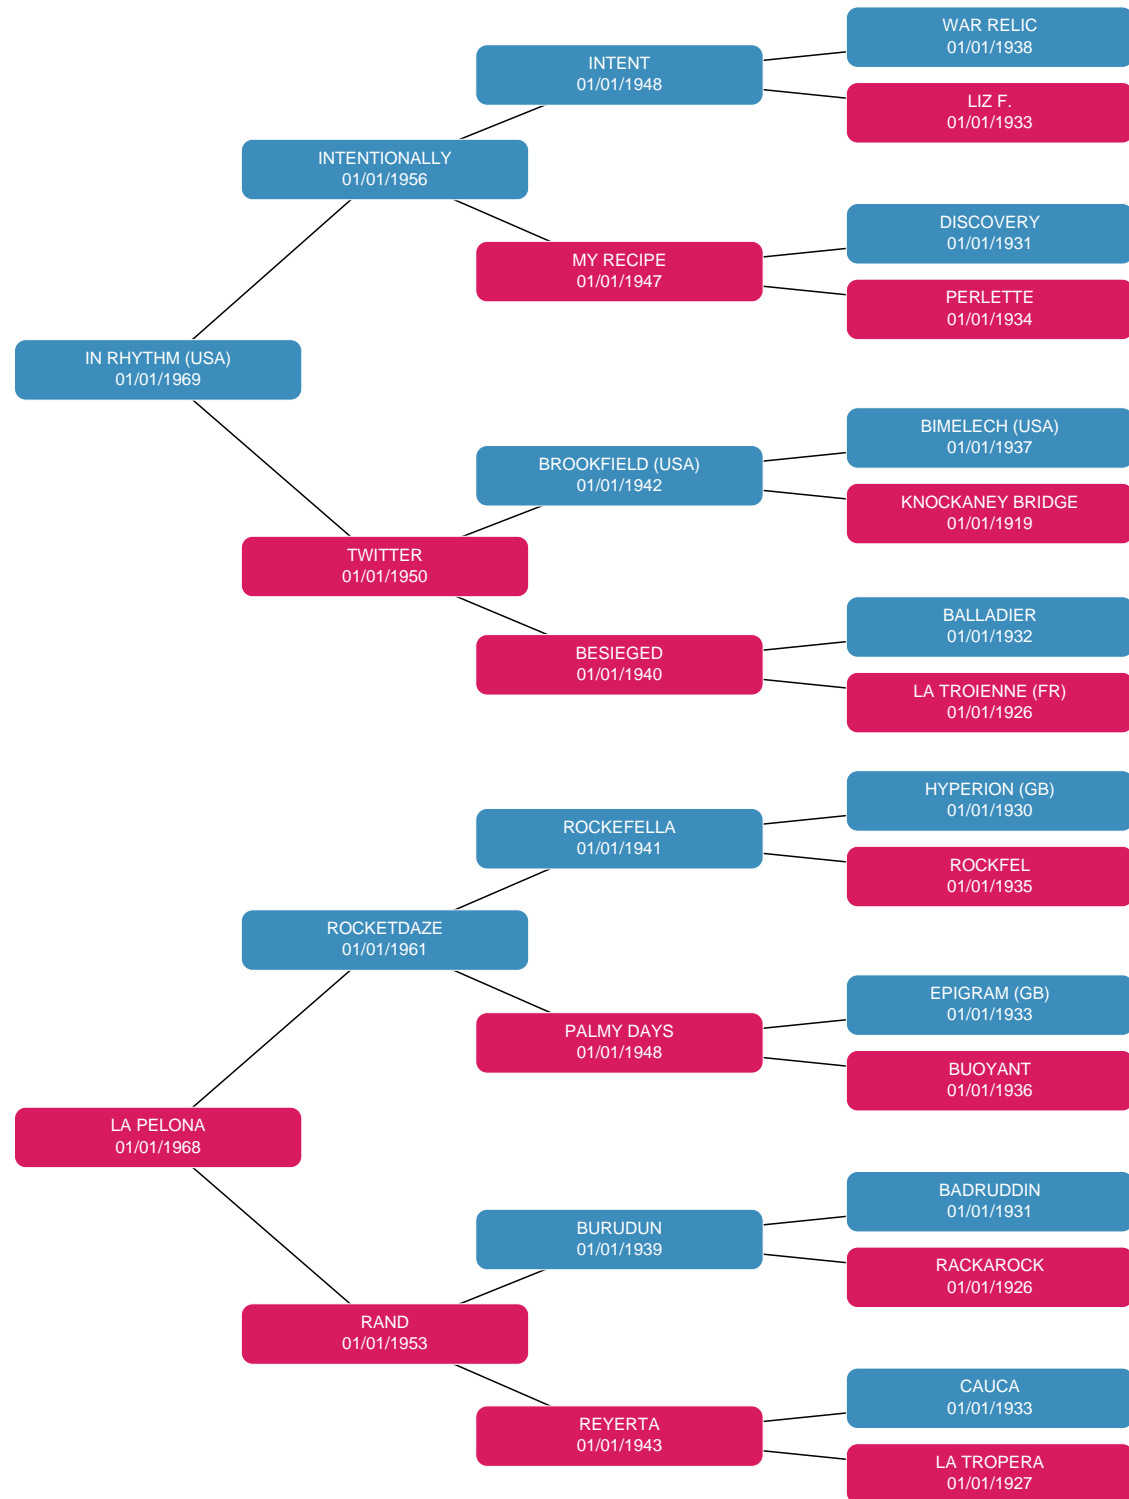 WAR RELIC
01/01/1938
INTENT
01/01/1948
LIZ F.
01/01/1933
INTENTIONALLY
01/01/1956
DISCOVERY
01/01/1931
MY RECIPE
01/01/1947
PERLETTE
01/01/1934
IN RHYTHM (USA)
01/01/1969
BIMELECH (USA)
01/01/1937
BROOKFIELD (USA)
01/01/1942
KNOCKANEY BRIDGE
01/01/1919
TWITTER
01/01/1950
BALLADIER
01/01/1932
BESIEGED
01/01/1940
LA TROIENNE (FR)
01/01/1926
HYPERION (GB)
01/01/1930
ROCKEFELLA
01/01/1941
ROCKFEL
01/01/1935
ROCKETDAZE
01/01/1961
EPIGRAM (GB)
01/01/1933
PALMY DAYS
01/01/1948
BUOYANT
01/01/1936
LA PELONA
01/01/1968
BADRUDDIN
01/01/1931
BURUDUN
01/01/1939
RACKAROCK
01/01/1926
RAND
01/01/1953
CAUCA
01/01/1933
REYERTA
01/01/1943
LA TROPERA
01/01/1927